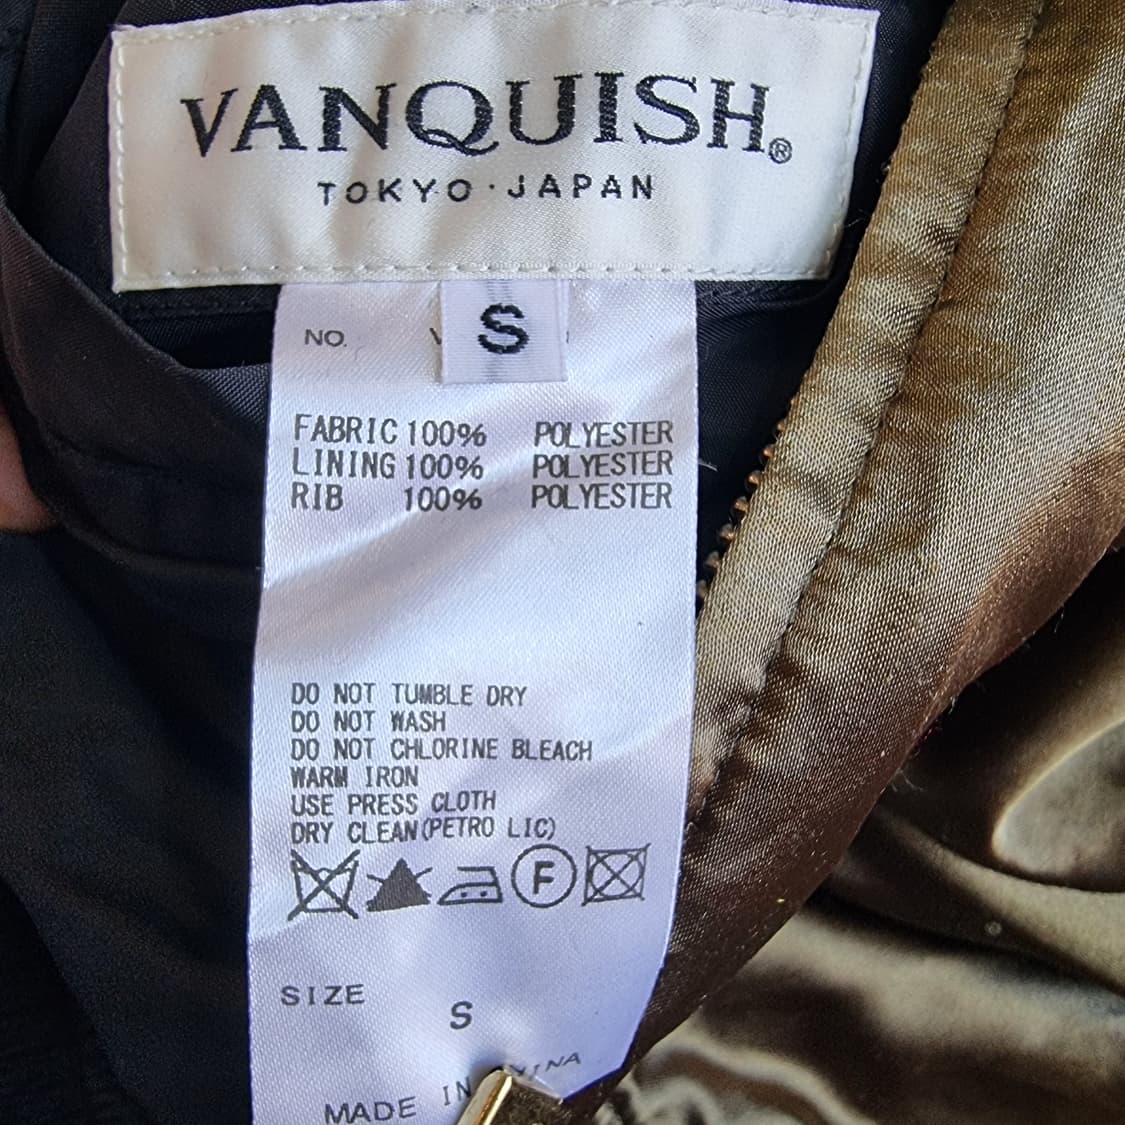 VANQUISH®
TOKYO·JAPAN
S
NO.
FABRIC 100% POLYESTER
LINING 100% POLYESTER
RIB 100% POLYESTER
DO NOT TUMBLE DRY
DO NOT WASH
DO NOT CHLORINE BLEACH
WARM IRON
USE PRESS CLOTH
DRY CLEAN(PETRO LIC)
F
SIZE
S
MADE IN